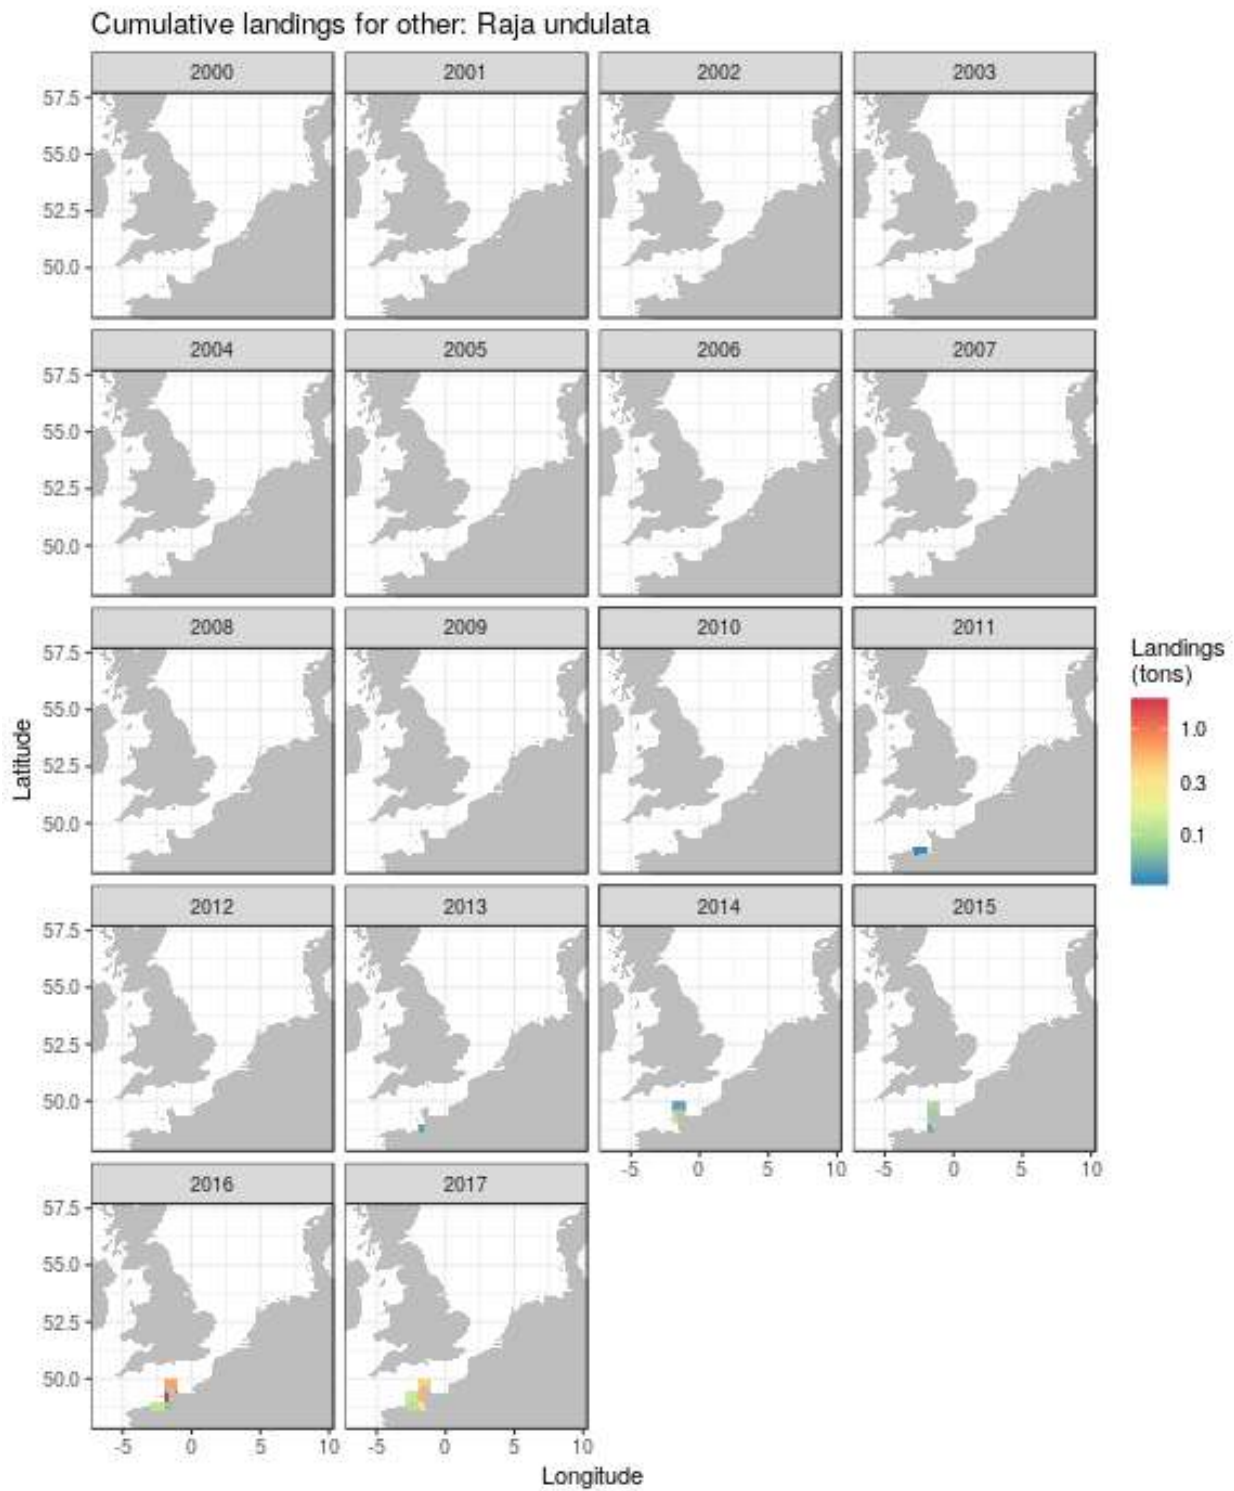 Cumulative landings for other: Raja undulata
2000 2001 2002 2003
57.5
55.0
52.5
50.0
2004 2005 2006 2007
57.5
55.0
52.5
50.0
2008 2009 2010 2011
57.5
55.0
52.5
50.0
Latitude
Landings
(tons)
1.0
0.3
0.1
2012 2013 2014 2015
57.5
55.0
52.5
50.0
-5 0 5 10 -5 0 5 10
2016 2017
57.5
55.0
52.5
50.0
-5 0 5 10 -5 0 5 10
Longitude